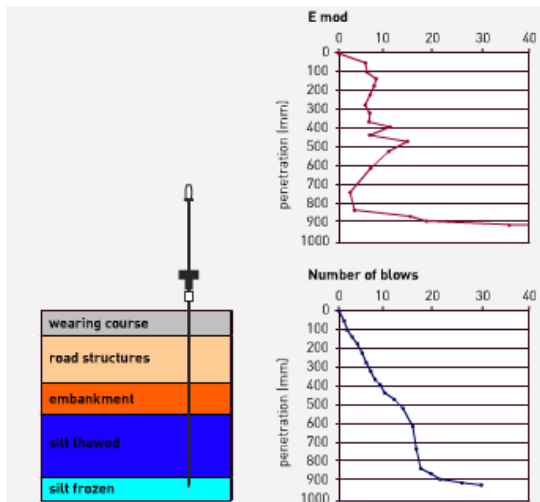 E mod
0 10 20 30 40
0
100
200
300
400
500
600
700
800
900
1000
penetration (mm)
Number of blows
0 10 20 30 40
0
100
200
300
400
500
600
700
800
900
1000
penetration (mm)
wearing course
road structures
embankment
silt thawed
silt frozen